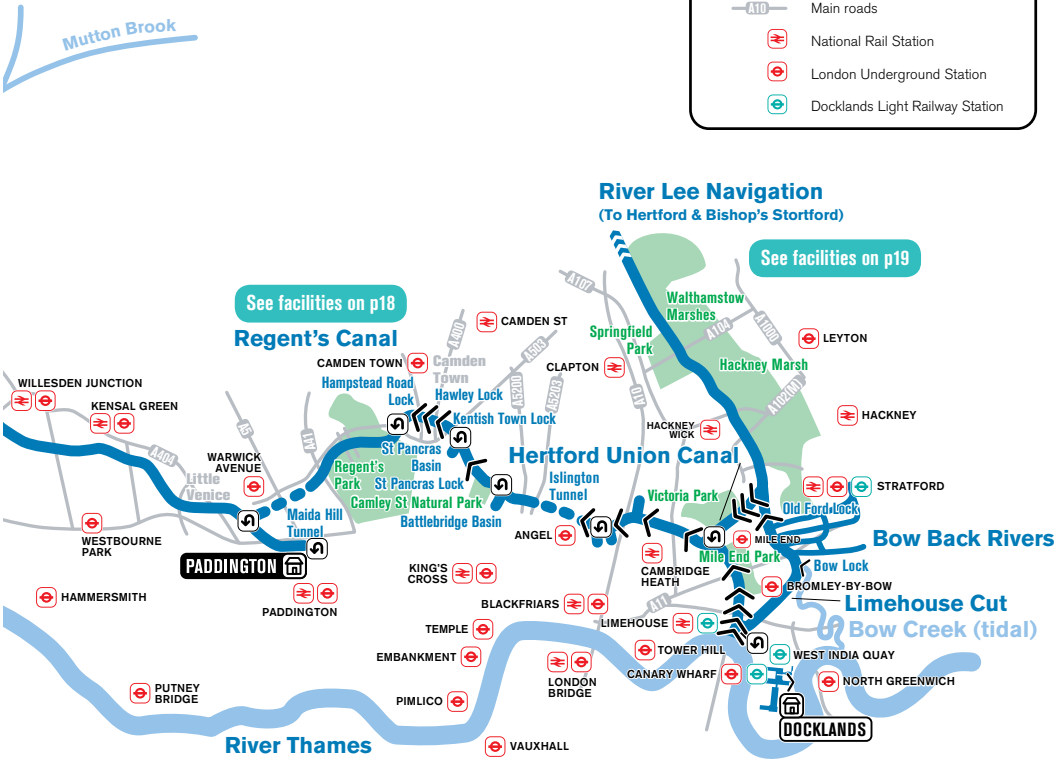 Mutton Brook
A10
Main roads
National Rail Station
London Underground Station
Docklands Light Railway Station
River Lee Navigation
(To Hertford & Bishop's Stortford)
See facilities on p19
See facilities on p18
Regent's Canal
A107
Walthamstow
Marshes
A400
CAMDEN ST
Springfield
Park
A104
A1006
LEYTON
A503
CAMDEN TOWN
Camden
Town
CLAPTON
Hackney Marsh
WILLESDEN JUNCTION
Hampstead Road
Lock
Hawley Lock
A5200
A5203
A10
A102(M)
KENSAL GREEN
Kentish Town Lock
HACKNEY
WICK
HACKNEY
A5
A41
A404
St Pancras
Basin
Hertford Union Canal
WARWICK
AVENUE
Regent's
Park
St Pancras Lock
Islington
Tunnel
Little
Venice
STRATFORD
Camley St Natural Park
Victoria Park
Old Ford Lock
Maida Hill
Tunnel
Battlebridge Basin
WESTBOURNE
PARK
ANGEL
MILE END
Bow Back Rivers
Mile End Park
PADDINGTON
KING'S
CROSS
CAMBRIDGE
HEATH
Bow Lock
BROMLEY-BY-BOW
HAMMERSMITH
PADDINGTON
BLACKFRIARS
A11
Limehouse Cut
LIMEHOUSE
Bow Creek (tidal)
TEMPLE
EMBANKMENT
TOWER HILL
WEST INDIA QUAY
LONDON
BRIDGE
CANARY WHARF
NORTH GREENWICH
PUTNEY
BRIDGE
PIMLICO
DOCKLANDS
River Thames
VAUXHALL